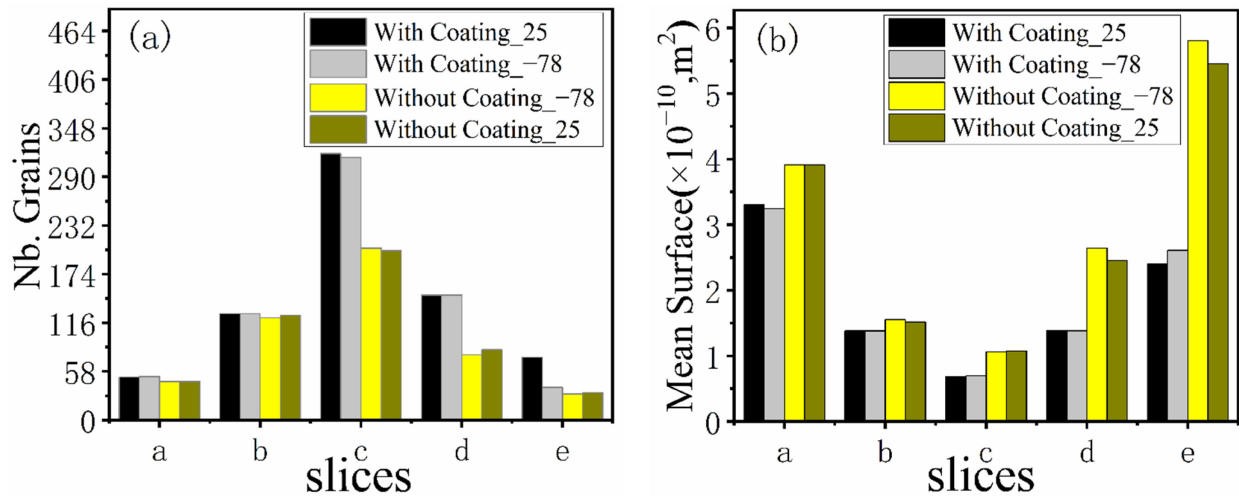 (a)
With Coating_25
With Coating_−78
Without Coating_−78
Without Coating_25
Nb. Grains
464
406
348
290
232
174
116
58
0
a b c d e
slices
(b)
With Coating_25
With Coating_−78
Without Coating_−78
Without Coating_25
Mean Surface(×10⁻¹⁰,m²)
6
5
4
3
2
1
0
a b c d e
slices